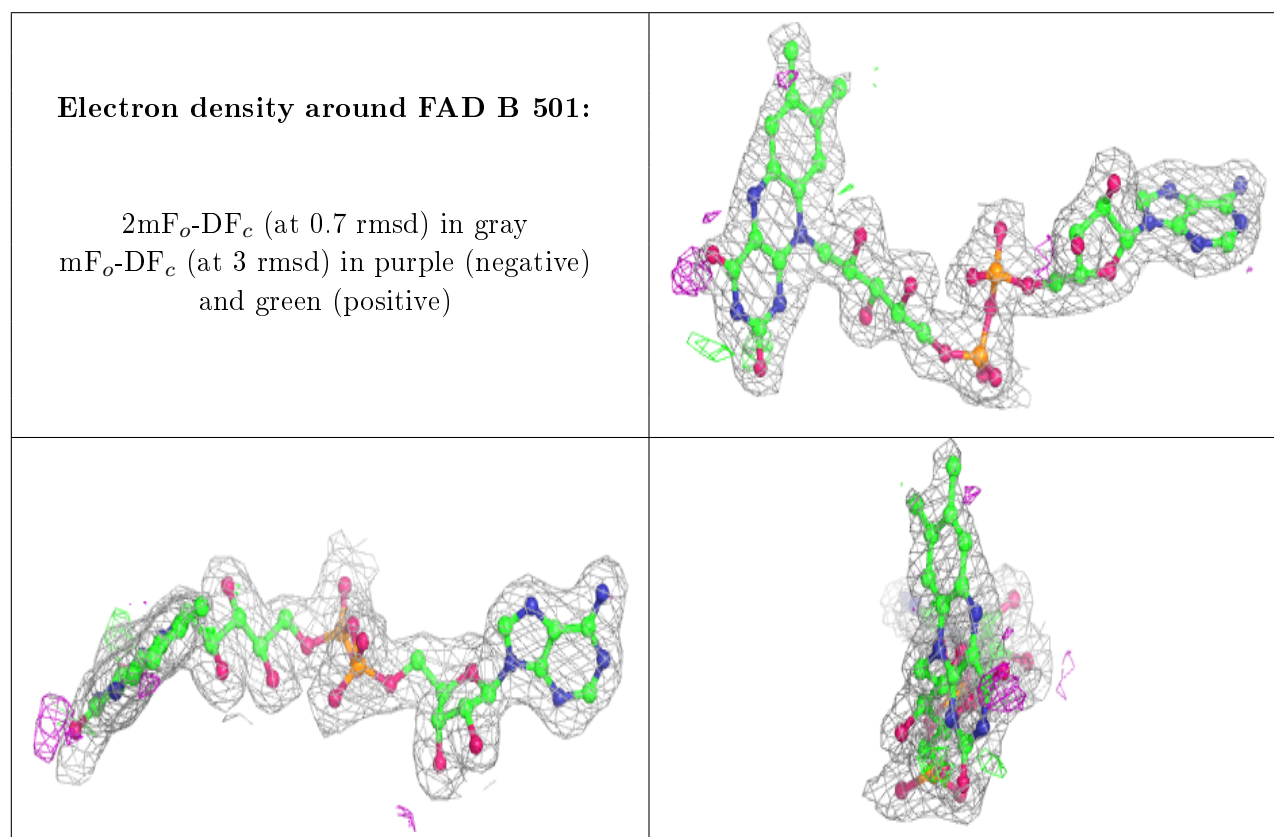 Electron density around FAD B 501:
2mFo-DFc (at 0.7 rmsd) in gray
mFo-DFc (at 3 rmsd) in purple (negative)
and green (positive)